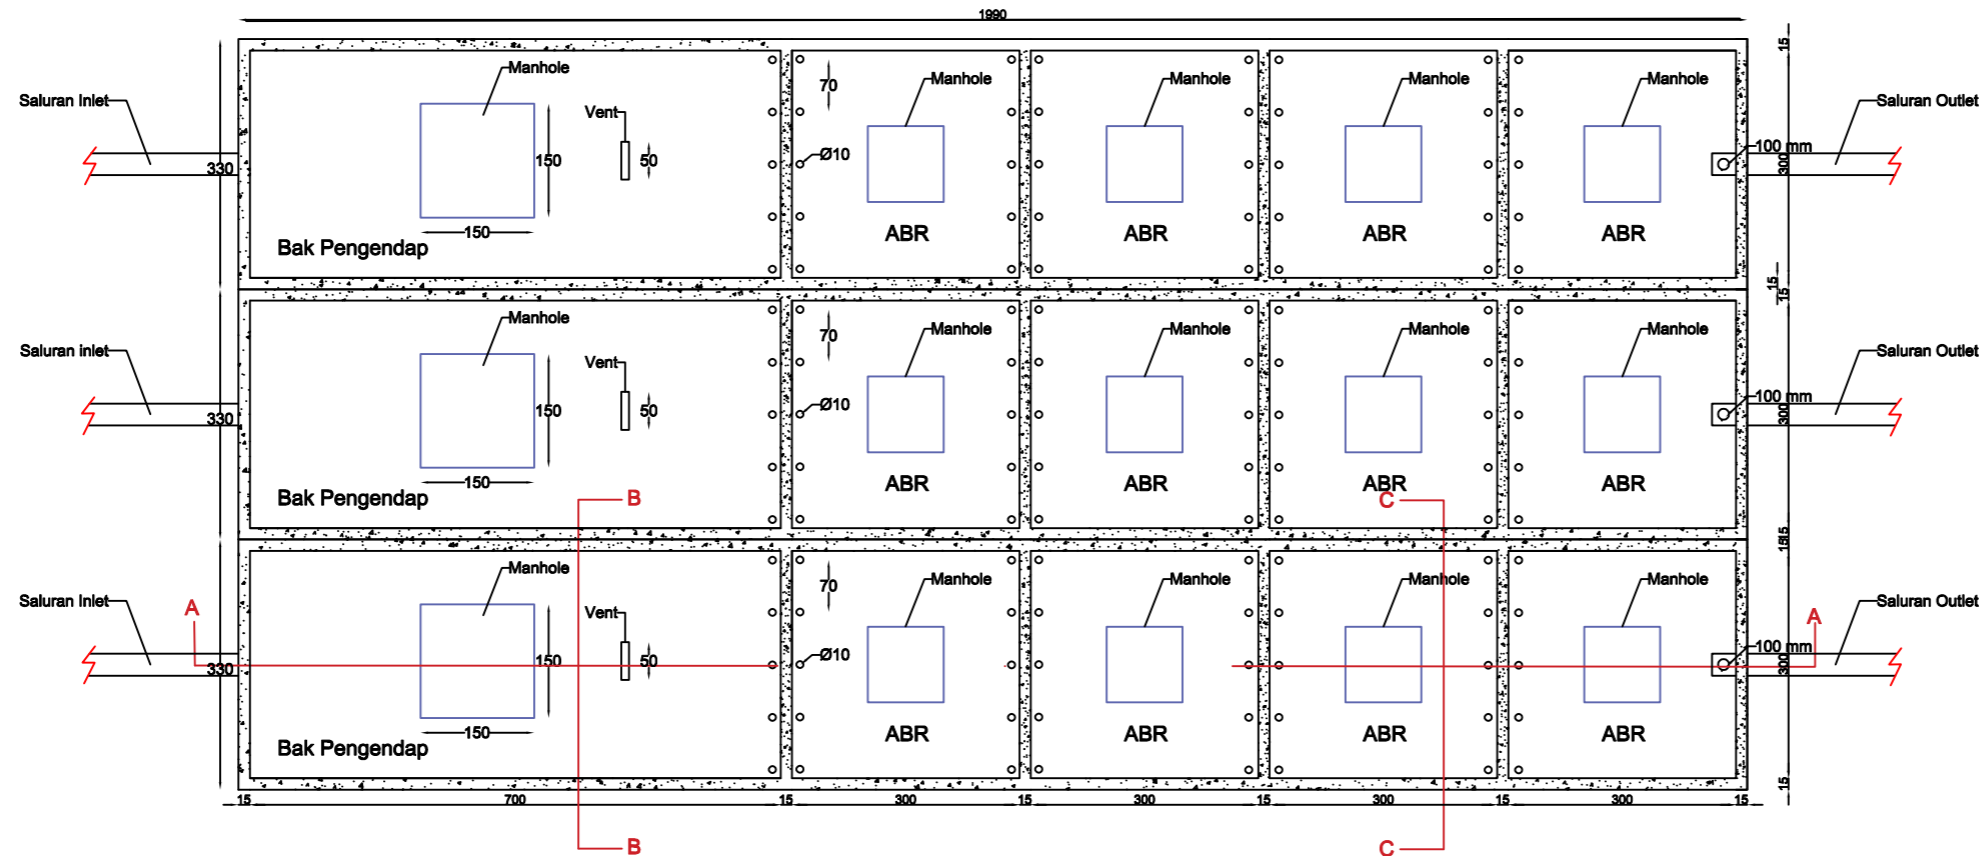 1990
15
Manhole
Manhole
Manhole
Manhole
Manhole
Saluran Inlet
Vent
70
Saluran Outlet
150
50
Ø10
100 mm
330
300
150
ABR
ABR
ABR
ABR
Bak Pengendap
15
15
Manhole
Manhole
Manhole
Manhole
Manhole
Saluran inlet
Vent
70
Saluran Outlet
150
50
Ø10
100 mm
330
300
150
ABR
ABR
ABR
ABR
Bak Pengendap
B
C
15
15
Manhole
Manhole
Manhole
Manhole
Manhole
Saluran Inlet
A
Vent
70
Saluran Outlet
A
150
50
Ø10
100 mm
330
300
150
ABR
ABR
ABR
ABR
Bak Pengendap
15
15
700
15
300
15
300
15
300
15
300
15
B
C